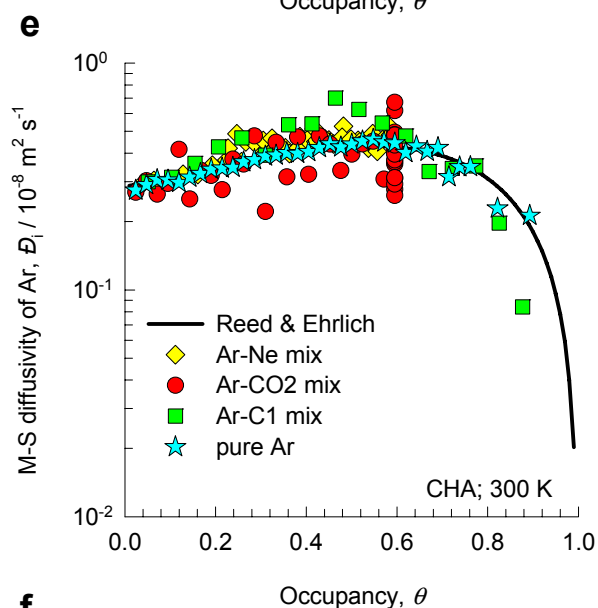 Occupancy, θ
e
10⁰
10⁻¹
10⁻²
M-S diffusivity of Ar, Đᵢ / 10⁻⁸ m² s⁻¹
Reed & Ehrlich
Ar-Ne mix
Ar-CO2 mix
Ar-C1 mix
pure Ar
CHA; 300 K
0.0 0.2 0.4 0.6 0.8 1.0
Occupancy, θ
f